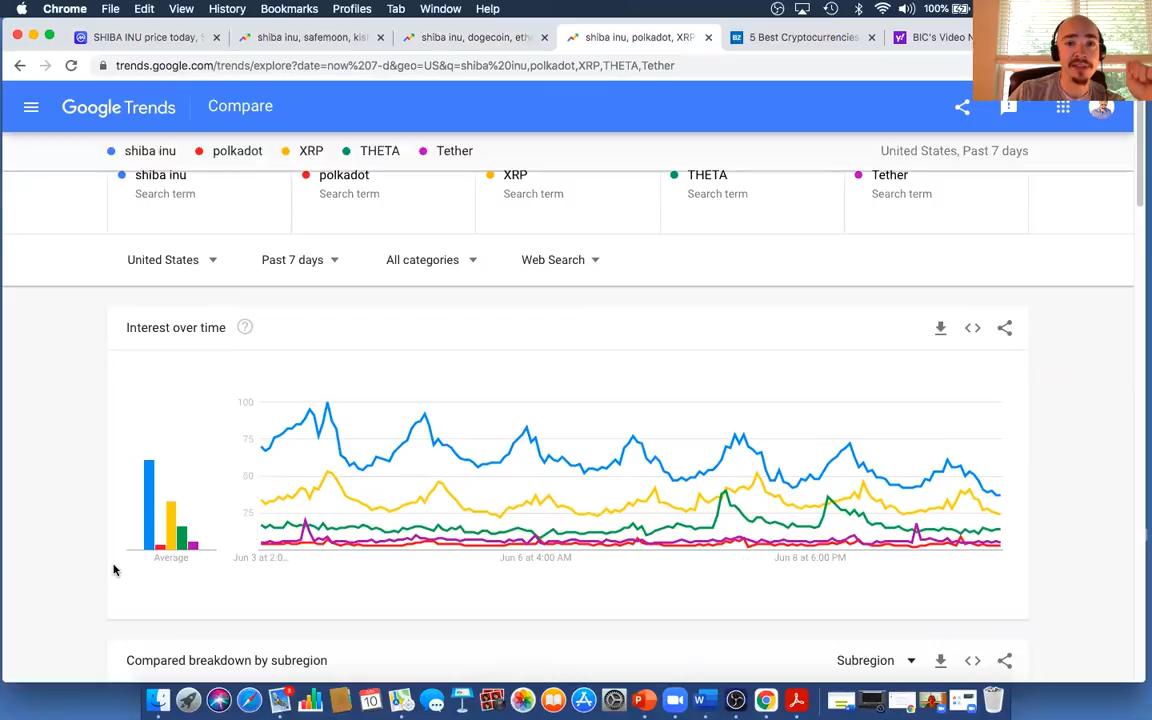 Chrome File Edit View History Bookmarks Profiles Tab Window Help 100%
SHIBA INU price today, shiba inu, safemoon, kis shiba inu, dogecoin, eth shiba inu, polkadot, XRP 5 Best Cryptocurrencies BIC's Video N
trends.google.com/trends/explore?date=now%207-d&geo=US&q=shiba%20inu,polkadot,XRP,THETA,Tether
Google Trends Compare
shiba inu polkadot XRP THETA Tether United States, Past 7 days
shiba inu polkadot XRP THETA Tether
Search term Search term Search term Search term Search term
United States Past 7 days All categories Web Search
Interest over time
100
75
50
25
Average Jun 3 at 2:0... Jun 6 at 4:00 AM Jun 8 at 6:00 PM
Compared breakdown by subregion Subregion
10